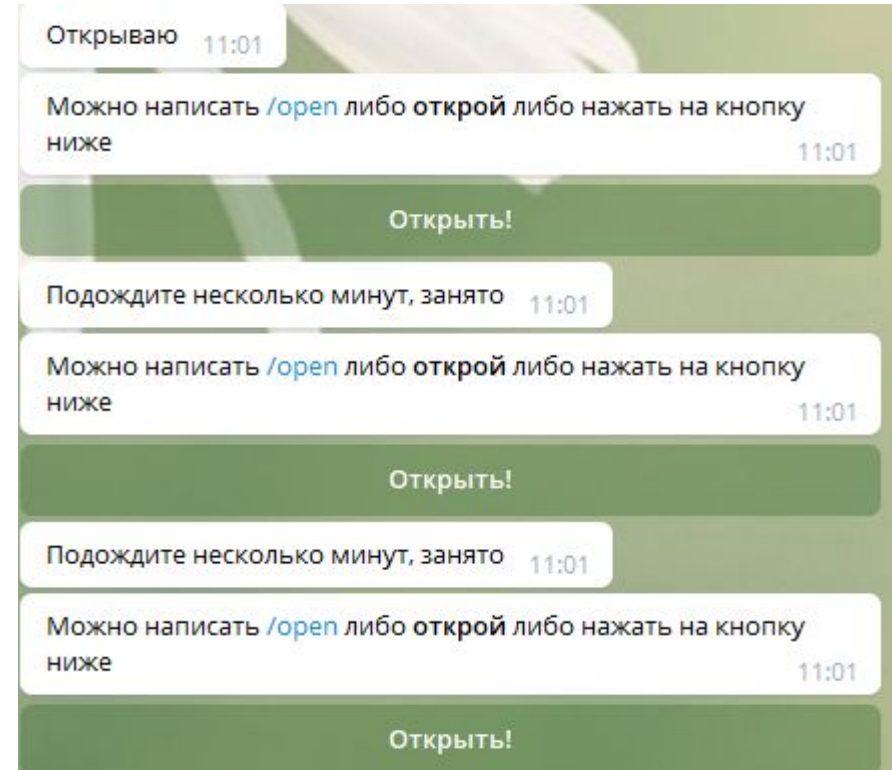 Открываю 11:01
Можно написать /open либо открой либо нажать на кнопку
ниже 11:01
Открыть!
Подождите несколько минут, занято 11:01
Можно написать /open либо открой либо нажать на кнопку
ниже 11:01
Открыть!
Подождите несколько минут, занято 11:01
Можно написать /open либо открой либо нажать на кнопку
ниже 11:01
Открыть!